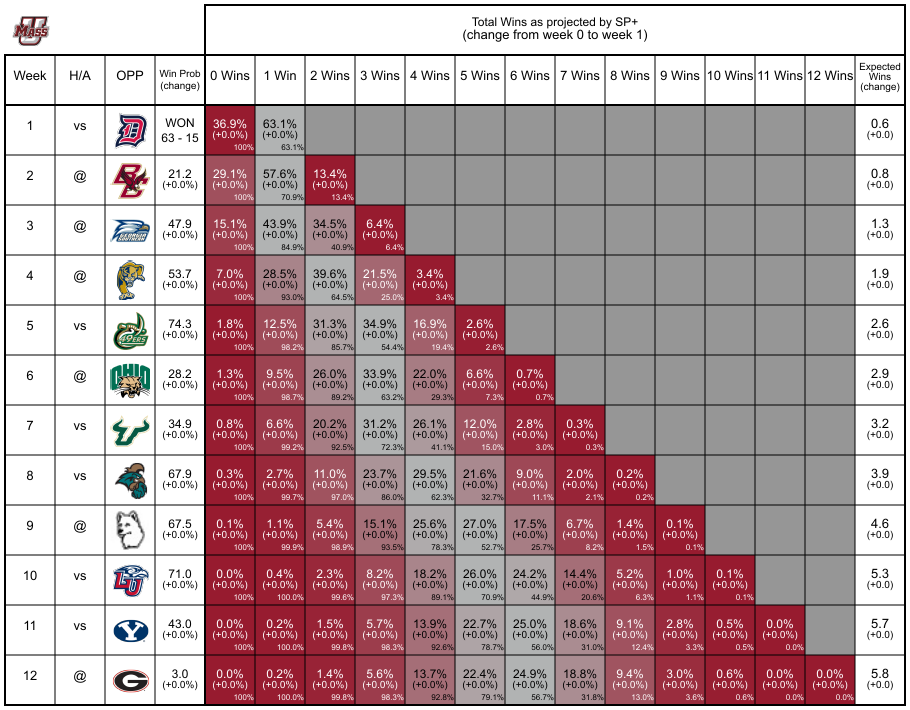 U MASS
Total Wins as projected by SP+
(change from week 0 to week 1)
Week H/A OPP Win Prob (change) 0 Wins 1 Win 2 Wins 3 Wins 4 Wins 5 Wins 6 Wins 7 Wins 8 Wins 9 Wins 10 Wins 11 Wins 12 Wins Expected Wins (change)
1 vs D WON 36.9% 63.1% 0.6
63 - 15 (+0.0%) (+0.0%) (+0.0)
100% 63.1%
2 @ BC 21.2 29.1% 57.6% 13.4% 0.8
(+0.0%) (+0.0%) (+0.0%) (+0.0%) (+0.0)
100% 70.9% 13.4%
3 @ 47.9 15.1% 43.9% 34.5% 6.4% 1.3
(+0.0%) (+0.0%) (+0.0%) (+0.0%) (+0.0%) (+0.0)
100% 84.9% 40.9% 6.4%
4 @ 53.7 7.0% 28.5% 39.6% 21.5% 3.4% 1.9
(+0.0%) (+0.0%) (+0.0%) (+0.0%) (+0.0%) (+0.0%) (+0.0)
100% 93.0% 64.5% 25.0% 3.4%
5 vs 49ERS 74.3 1.8% 12.5% 31.3% 34.9% 16.9% 2.6% 2.6
(+0.0%) (+0.0%) (+0.0%) (+0.0%) (+0.0%) (+0.0%) (+0.0%) (+0.0)
100% 98.2% 85.7% 54.4% 19.4% 2.6%
6 @ OHIO 28.2 1.3% 9.5% 26.0% 33.9% 22.0% 6.6% 0.7% 2.9
(+0.0%) (+0.0%) (+0.0%) (+0.0%) (+0.0%) (+0.0%) (+0.0%) (+0.0%) (+0.0)
100% 98.7% 89.2% 63.2% 29.3% 7.3% 0.7%
7 vs 34.9 0.8% 6.6% 20.2% 31.2% 26.1% 12.0% 2.8% 0.3% 3.2
(+0.0%) (+0.0%) (+0.0%) (+0.0%) (+0.0%) (+0.0%) (+0.0%) (+0.0%) (+0.0%) (+0.0)
100% 99.2% 92.5% 72.3% 41.1% 15.0% 3.0% 0.3%
8 vs 67.9 0.3% 2.7% 11.0% 23.7% 29.5% 21.6% 9.0% 2.0% 0.2% 3.9
(+0.0%) (+0.0%) (+0.0%) (+0.0%) (+0.0%) (+0.0%) (+0.0%) (+0.0%) (+0.0%) (+0.0%) (+0.0)
100% 99.7% 97.0% 86.0% 62.3% 32.7% 11.1% 2.1% 0.2%
9 @ 67.5 0.1% 1.1% 5.4% 15.1% 25.6% 27.0% 17.5% 6.7% 1.4% 0.1% 4.6
(+0.0%) (+0.0%) (+0.0%) (+0.0%) (+0.0%) (+0.0%) (+0.0%) (+0.0%) (+0.0%) (+0.0%) (+0.0%) (+0.0)
100% 99.9% 98.9% 93.5% 78.3% 52.7% 25.7% 8.2% 1.5% 0.1%
10 vs LU 71.0 0.0% 0.4% 2.3% 8.2% 18.2% 26.0% 24.2% 14.4% 5.2% 1.0% 0.1% 5.3
(+0.0%) (+0.0%) (+0.0%) (+0.0%) (+0.0%) (+0.0%) (+0.0%) (+0.0%) (+0.0%) (+0.0%) (+0.0%) (+0.0%) (+0.0)
100% 100.0% 99.6% 97.3% 89.1% 70.9% 44.9% 20.6% 6.3% 1.1% 0.1%
11 vs Y 43.0 0.0% 0.2% 1.5% 5.7% 13.9% 22.7% 25.0% 18.6% 9.1% 2.8% 0.5% 0.0% 5.7
(+0.0%) (+0.0%) (+0.0%) (+0.0%) (+0.0%) (+0.0%) (+0.0%) (+0.0%) (+0.0%) (+0.0%) (+0.0%) (+0.0%) (+0.0%) (+0.0)
100% 100.0% 99.8% 98.3% 92.6% 78.7% 56.0% 31.0% 12.4% 3.3% 0.5% 0.0%
12 @ G 3.0 0.0% 0.2% 1.4% 5.6% 13.7% 22.4% 24.9% 18.8% 9.4% 3.0% 0.6% 0.0% 0.0% 5.8
(+0.0%) (+0.0%) (+0.0%) (+0.0%) (+0.0%) (+0.0%) (+0.0%) (+0.0%) (+0.0%) (+0.0%) (+0.0%) (+0.0%) (+0.0%) (+0.0%) (+0.0)
100% 100.0% 99.8% 98.3% 92.8% 79.1% 56.7% 31.8% 13.0% 3.6% 0.6% 0.0% 0.0%